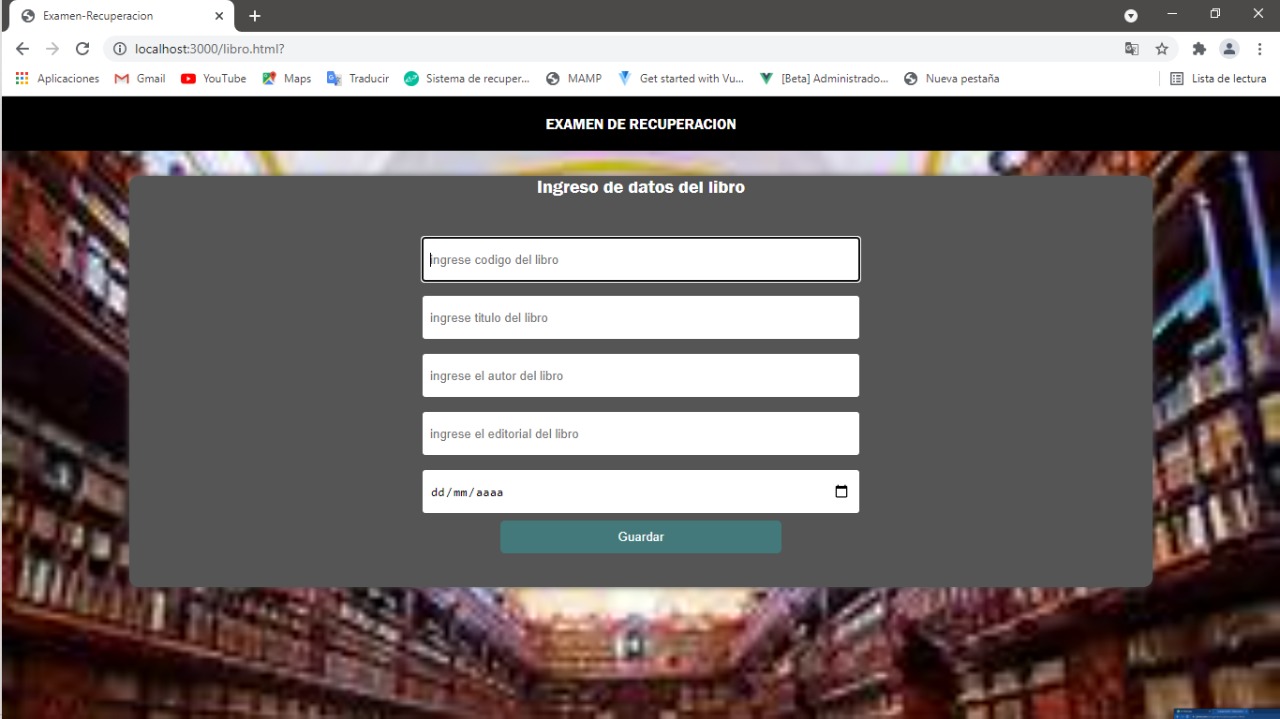 Examen-Recuperacion
localhost:3000/libro.html?
Aplicaciones Gmail YouTube Maps Traducir Sistema de recuper... MAMP Get started with Vu... [Beta] Administrado... Nueva pestaña Lista de lectura
EXAMEN DE RECUPERACION
Ingreso de datos del libro
ingrese codigo del libro
ingrese titulo del libro
ingrese el autor del libro
ingrese el editorial del libro
dd/mm/aaaa
Guardar